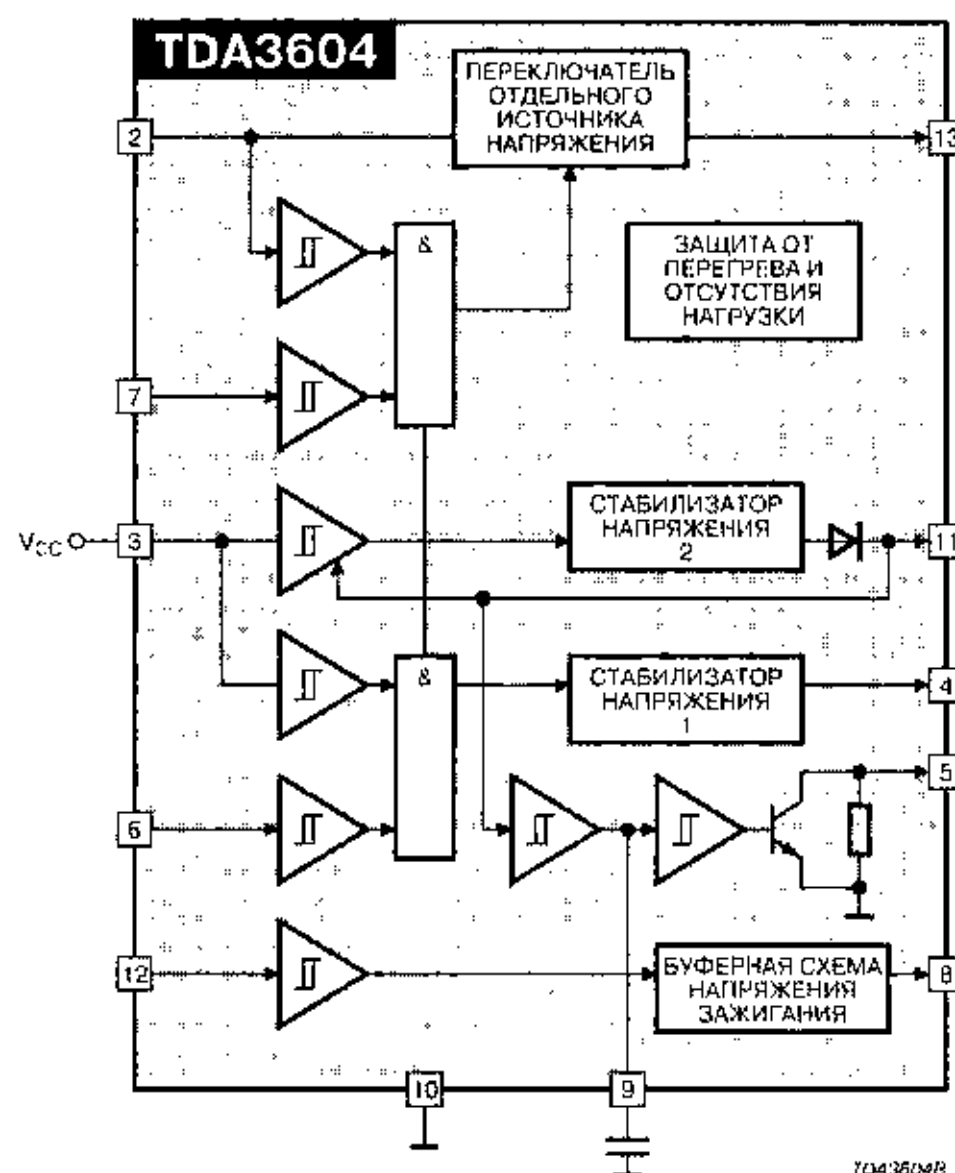 TDA3604
ПЕРЕКЛЮЧАТЕЛЬ
ОТДЕЛЬНОГО
ИСТОЧНИКА
НАПРЯЖЕНИЯ
2
13
&
ЗАЩИТА ОТ
ПЕРЕГРЕВА И
ОТСУТСТВИЯ
НАГРУЗКИ
7
VCC
3
СТАБИЛИЗАТОР
НАПРЯЖЕНИЯ
2
11
&
СТАБИЛИЗАТОР
НАПРЯЖЕНИЯ
1
4
5
6
12
БУФЕРНАЯ СХЕМА
НАПРЯЖЕНИЯ
ЗАЖИГАНИЯ
8
10
9